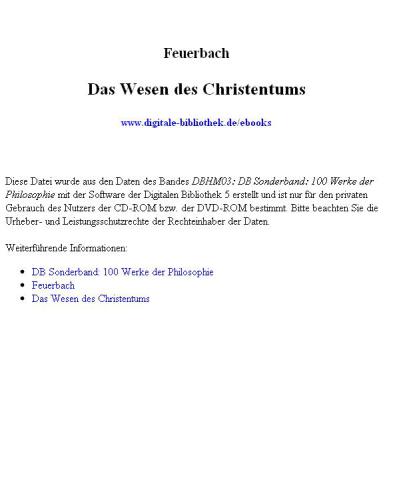 Feuerbach
Das Wesen des Christentums
www.digitale-bibliothek.de/ebooks
Diese Datei wurde aus den Daten des Bandes DBHM03: DB Sonderband: 100 Werke der
Philosophie mit der Software der Digitalen Bibliothek 5 erstellt und ist nur für den privaten
Gebrauch des Nutzers der CD-ROM bzw. der DVD-ROM bestimmt. Bitte beachten Sie die
Urheber- und Leistungsschutzrechte der Rechteinhaber der Daten.
Weiterführende Informationen:
• DB Sonderband: 100 Werke der Philosophie
• Feuerbach
• Das Wesen des Christentums